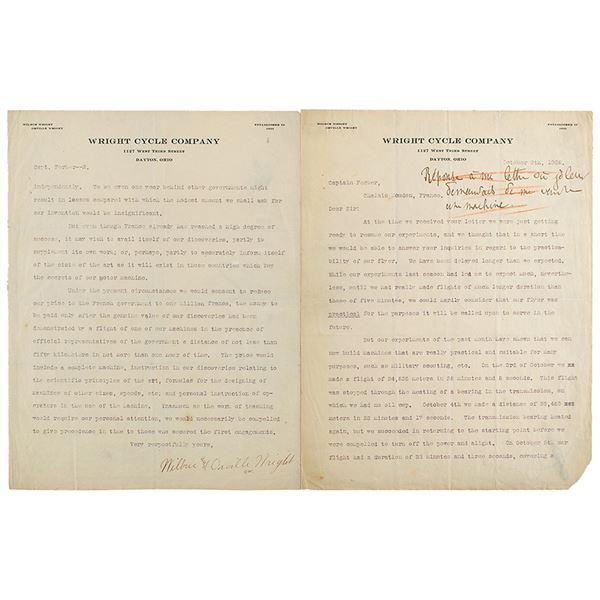 WILBUR WRIGHT
ORVILLE WRIGHT
ESTABLISHED IN
1892
WRIGHT CYCLE COMPANY
1127 WEST THIRD STREET
DAYTON, OHIO
Capt. Ferber--2.
independently. To be even one year behind other governments might
result in losses compared with which the modest amount we shall ask for
our invention would be insignificant.
But even though France already has reached a high degree of
success, it may wish to avail itself of our discoveries, partly to
supplement its own work; or, perhaps, partly to accurately inform itself
of the state of the art as it will exist in those countries which buy
the secrets of our motor machine.
Under the present circumstances we would consent to reduce
our price to the French government to one million francs, the money to
be paid only after the genuine value of our discoveries had been
demonstrated by a flight of one of our machines in the presence of
official representatives of the government a distance of not less than
fifty kilometers in not more than one hour of time. The price would
include a complete machine, instruction in our discoveries relating to
the scientific principles of the art, formulas for the designing of
machines of other sizes, speeds, etc; and personal instruction of op-
erators in the use of the machine. Inasmuch as the work of teaching
would require our personal attention, we would necessarily be compelled
to give precedence in time to those who secured the first engagements.
Very respectfully yours,
Wilbur & Orville Wright
WILBUR WRIGHT
ORVILLE WRIGHT
ESTABLISHED IN
1892
WRIGHT CYCLE COMPANY
1127 WEST THIRD STREET
DAYTON, OHIO
October 9th, 1905.
Réponse à ma lettre où je leur
demandais de me vendre
une machine
Captain Ferber,
Chalais Meudon, France.
Dear Sir:
At the time we received your letter we were just getting
ready to resume our experiments, and we thought that in a short time
we would be able to answer your inquiries in regard to the practica-
bility of our flyer. We have been delayed longer than we expected.
While our experiments last season had led us to expect much, neverthe-
less, until we had really made flights of much longer duration than
those of five minutes, we could hardly consider that our flyer was
practical for the purposes it will be called upon to serve in the
future.
But our experiments of the past month have shown that we can
now build machines that are really practical and suitable for many
purposes, such as military scouting, etc. On the 3rd of October we
made a flight of 24,535 meters in 25 minutes and 5 seconds. This flight was
stopped through the heating of a bearing in the transmission, on
which we had no oil cup. October 4th we made a distance of 33,456
meters in 33 minutes and 17 seconds. The transmission bearing heated
again, but we succeeded in returning to the starting point before we
were compelled to turn off the power and alight. On October 5th our
flight had a duration of 38 minutes and three seconds, covering a